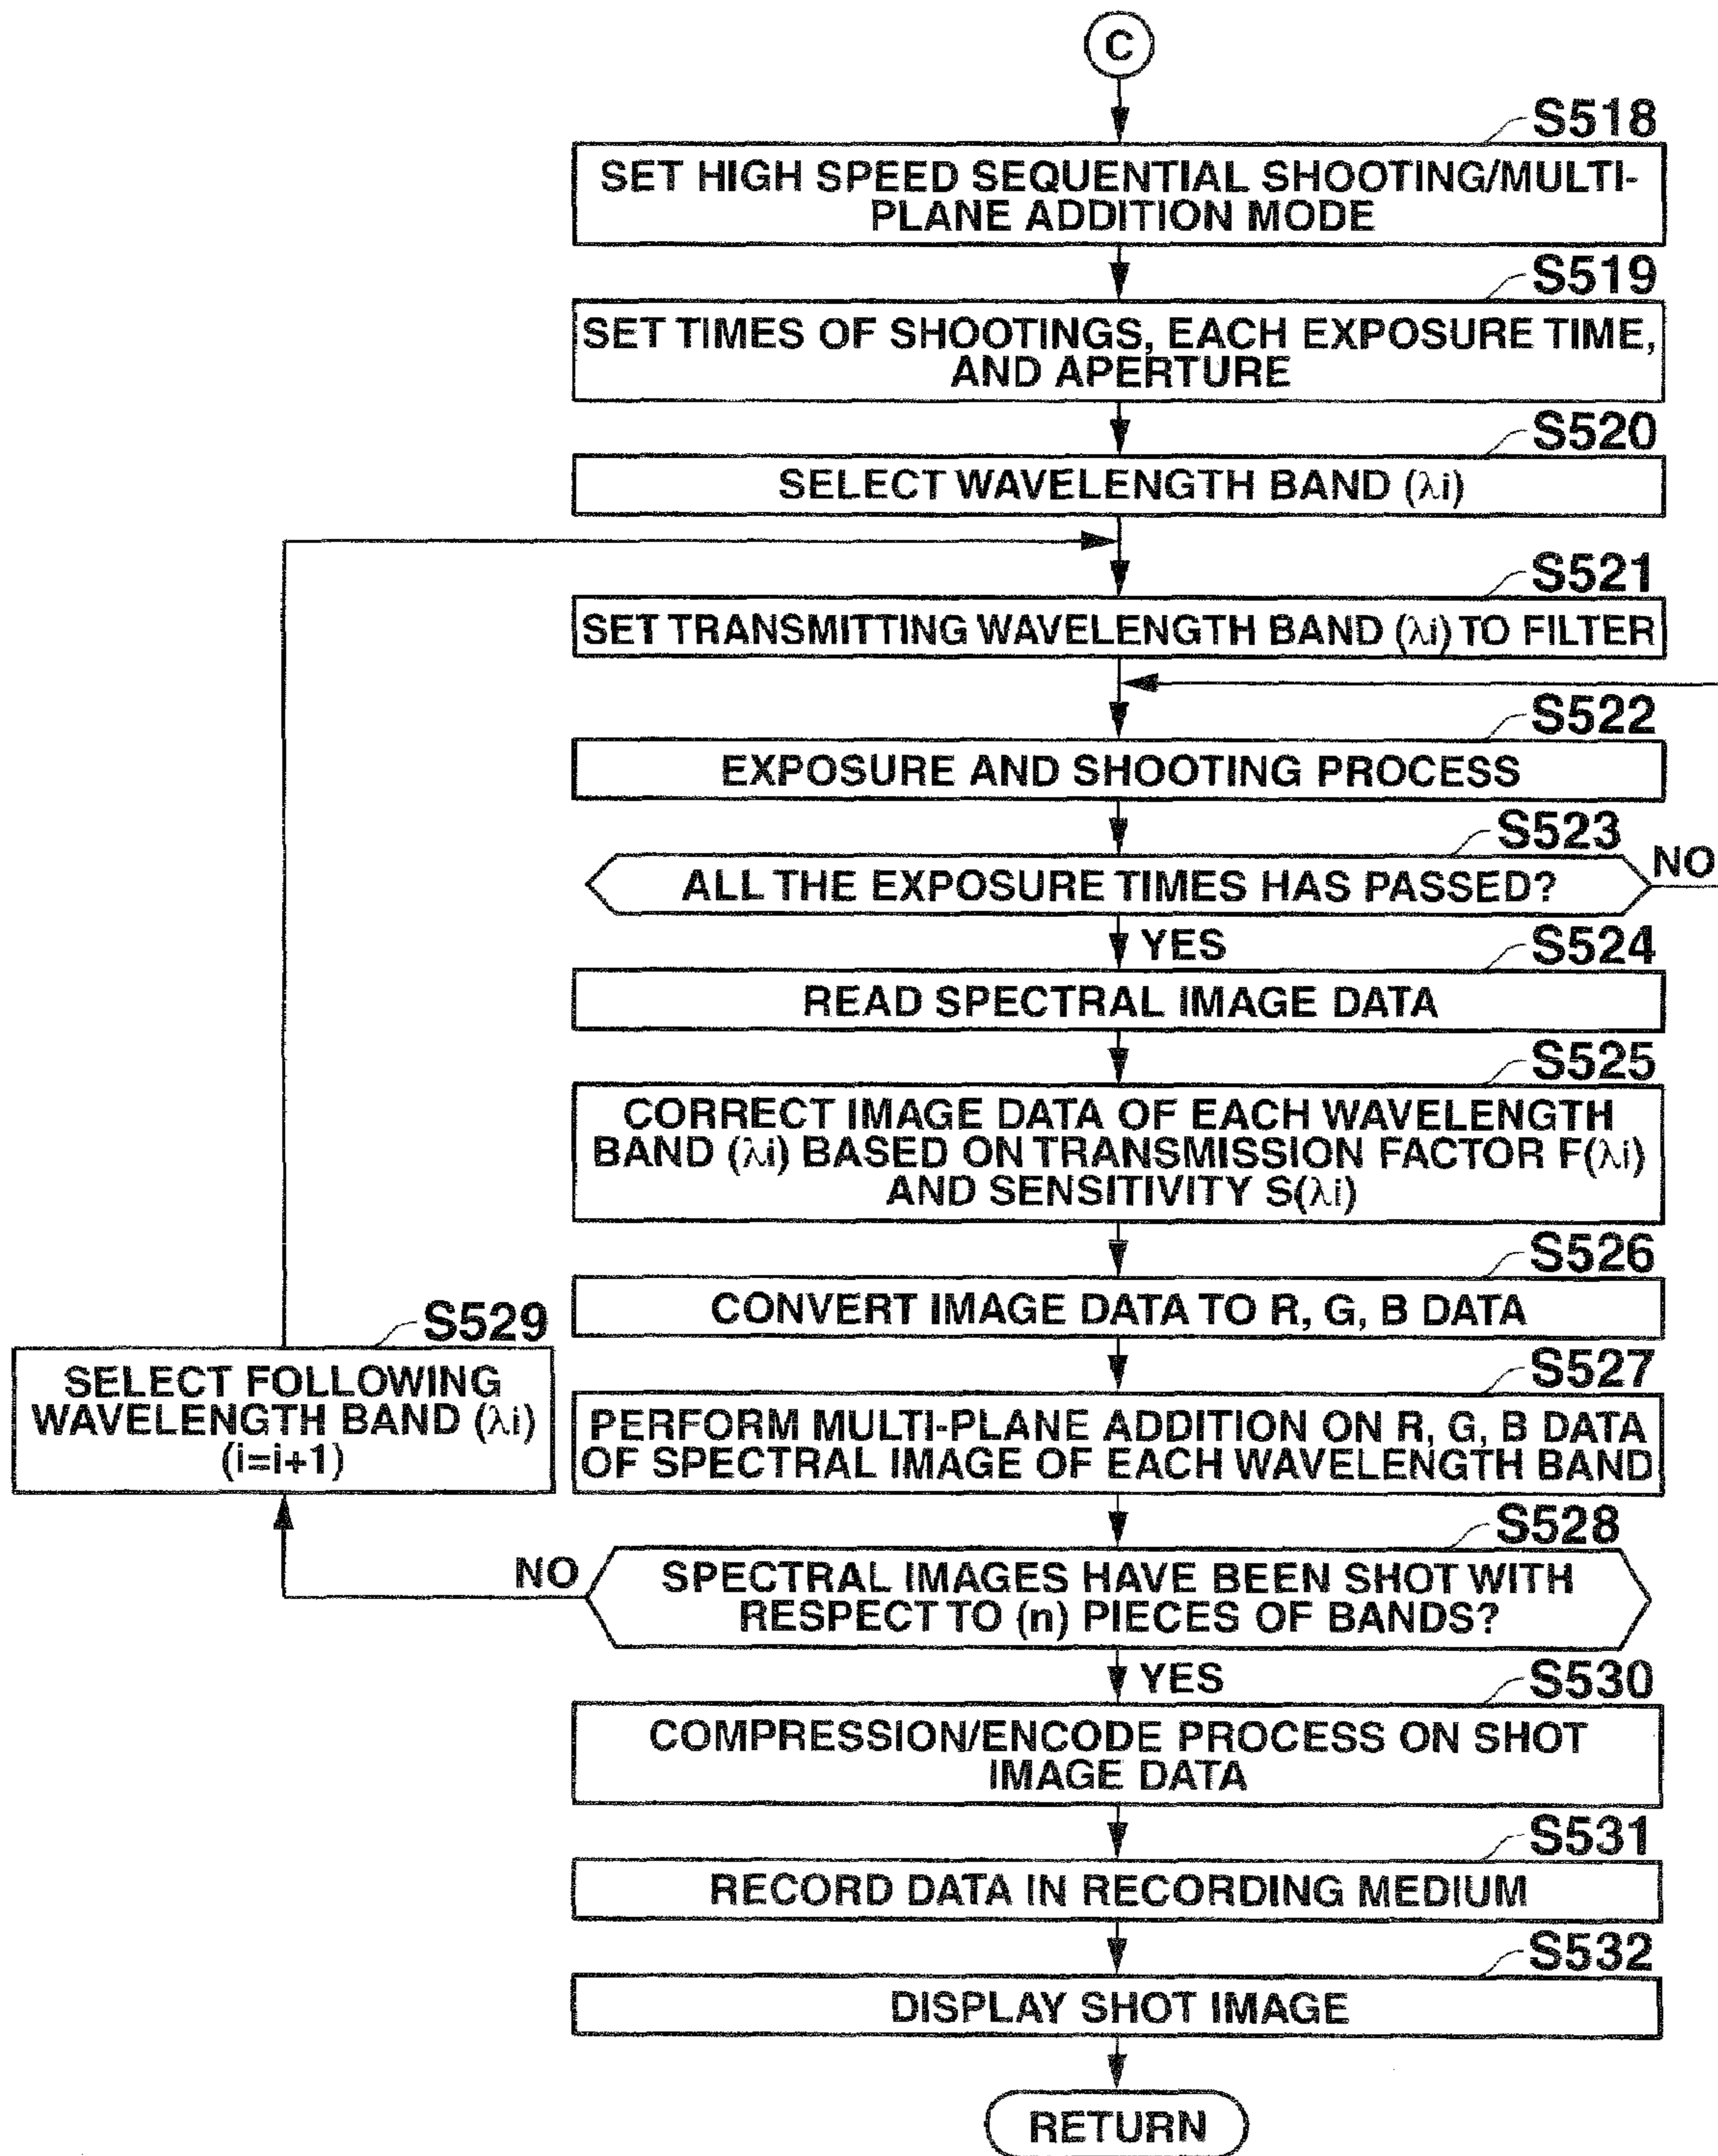 C
S518
SET HIGH SPEED SEQUENTIAL SHOOTING/MULTI-
PLANE ADDITION MODE
S519
SET TIMES OF SHOOTINGS, EACH EXPOSURE TIME,
AND APERTURE
S520
SELECT WAVELENGTH BAND (λi)
S521
SET TRANSMITTING WAVELENGTH BAND (λi) TO FILTER
S522
EXPOSURE AND SHOOTING PROCESS
S523
ALL THE EXPOSURE TIMES HAS PASSED?
NO
YES
S524
READ SPECTRAL IMAGE DATA
S525
CORRECT IMAGE DATA OF EACH WAVELENGTH
BAND (λi) BASED ON TRANSMISSION FACTOR F(λi)
AND SENSITIVITY S(λi)
S526
CONVERT IMAGE DATA TO R, G, B DATA
S527
PERFORM MULTI-PLANE ADDITION ON R, G, B DATA
OF SPECTRAL IMAGE OF EACH WAVELENGTH BAND
S528
SPECTRAL IMAGES HAVE BEEN SHOT WITH
RESPECT TO (n) PIECES OF BANDS?
NO
S529
SELECT FOLLOWING
WAVELENGTH BAND (λi)
(i=i+1)
YES
S530
COMPRESSION/ENCODE PROCESS ON SHOT
IMAGE DATA
S531
RECORD DATA IN RECORDING MEDIUM
S532
DISPLAY SHOT IMAGE
RETURN